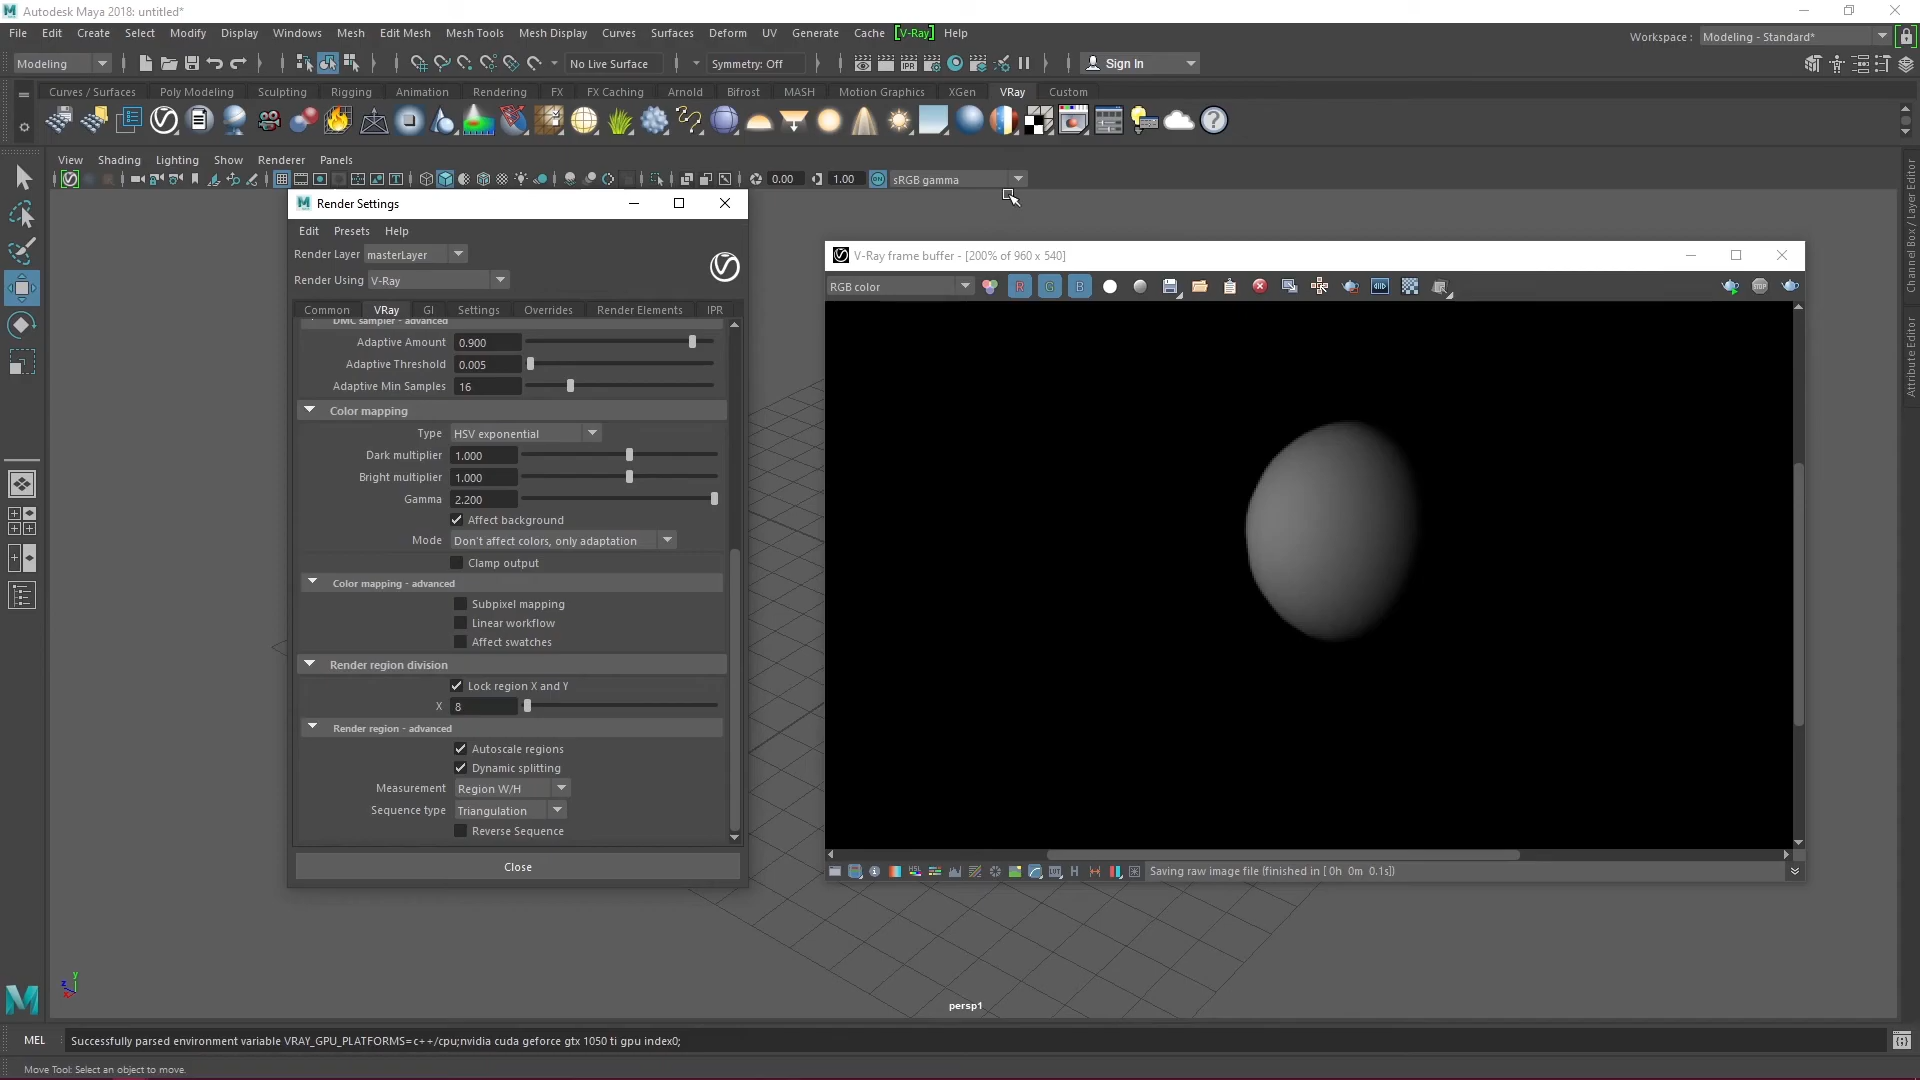 Autodesk Maya 2018: untitled*
File Edit Create Select Modify Display Windows Mesh Edit Mesh Mesh Tools Mesh Display Curves Surfaces Deform UV Generate Cache [V-Ray] Help
Workspace : Modeling - Standard*
Modeling No Live Surface Symmetry: Off Sign In
Curves / Surfaces Poly Modeling Sculpting Rigging Animation Rendering FX FX Caching Arnold Bifrost MASH Motion Graphics XGen VRay Custom
View Shading Lighting Show Renderer Panels
0.00 1.00 sRGB gamma
Render Settings
Edit Presets Help
Render Layer masterLayer
Render Using V-Ray
Common VRay GI Settings Overrides Render Elements IPR
DMC sampler - advanced
Adaptive Amount 0.900
Adaptive Threshold 0.005
Adaptive Min Samples 16
Color mapping
Type HSV exponential
Dark multiplier 1.000
Bright multiplier 1.000
Gamma 2.200
Affect background
Mode Don't affect colors, only adaptation
Clamp output
Color mapping - advanced
Subpixel mapping
Linear workflow
Affect swatches
Render region division
Lock region X and Y
X 8
Render region - advanced
Autoscale regions
Dynamic splitting
Measurement Region W/H
Sequence type Triangulation
Reverse Sequence
Close
V-Ray frame buffer - [200% of 960 x 540]
RGB color R G B
STOP
HSL
H
Saving raw image file (finished in [ 0h 0m 0.1s])
Channel Box / Layer Editor
Attribute Editor
IPR
ON
y
z
x
persp1
MEL Successfully parsed environment variable VRAY_GPU_PLATFORMS=c++/cpu;nvidia cuda geforce gtx 1050 ti gpu index0;
Move Tool: Select an object to move.